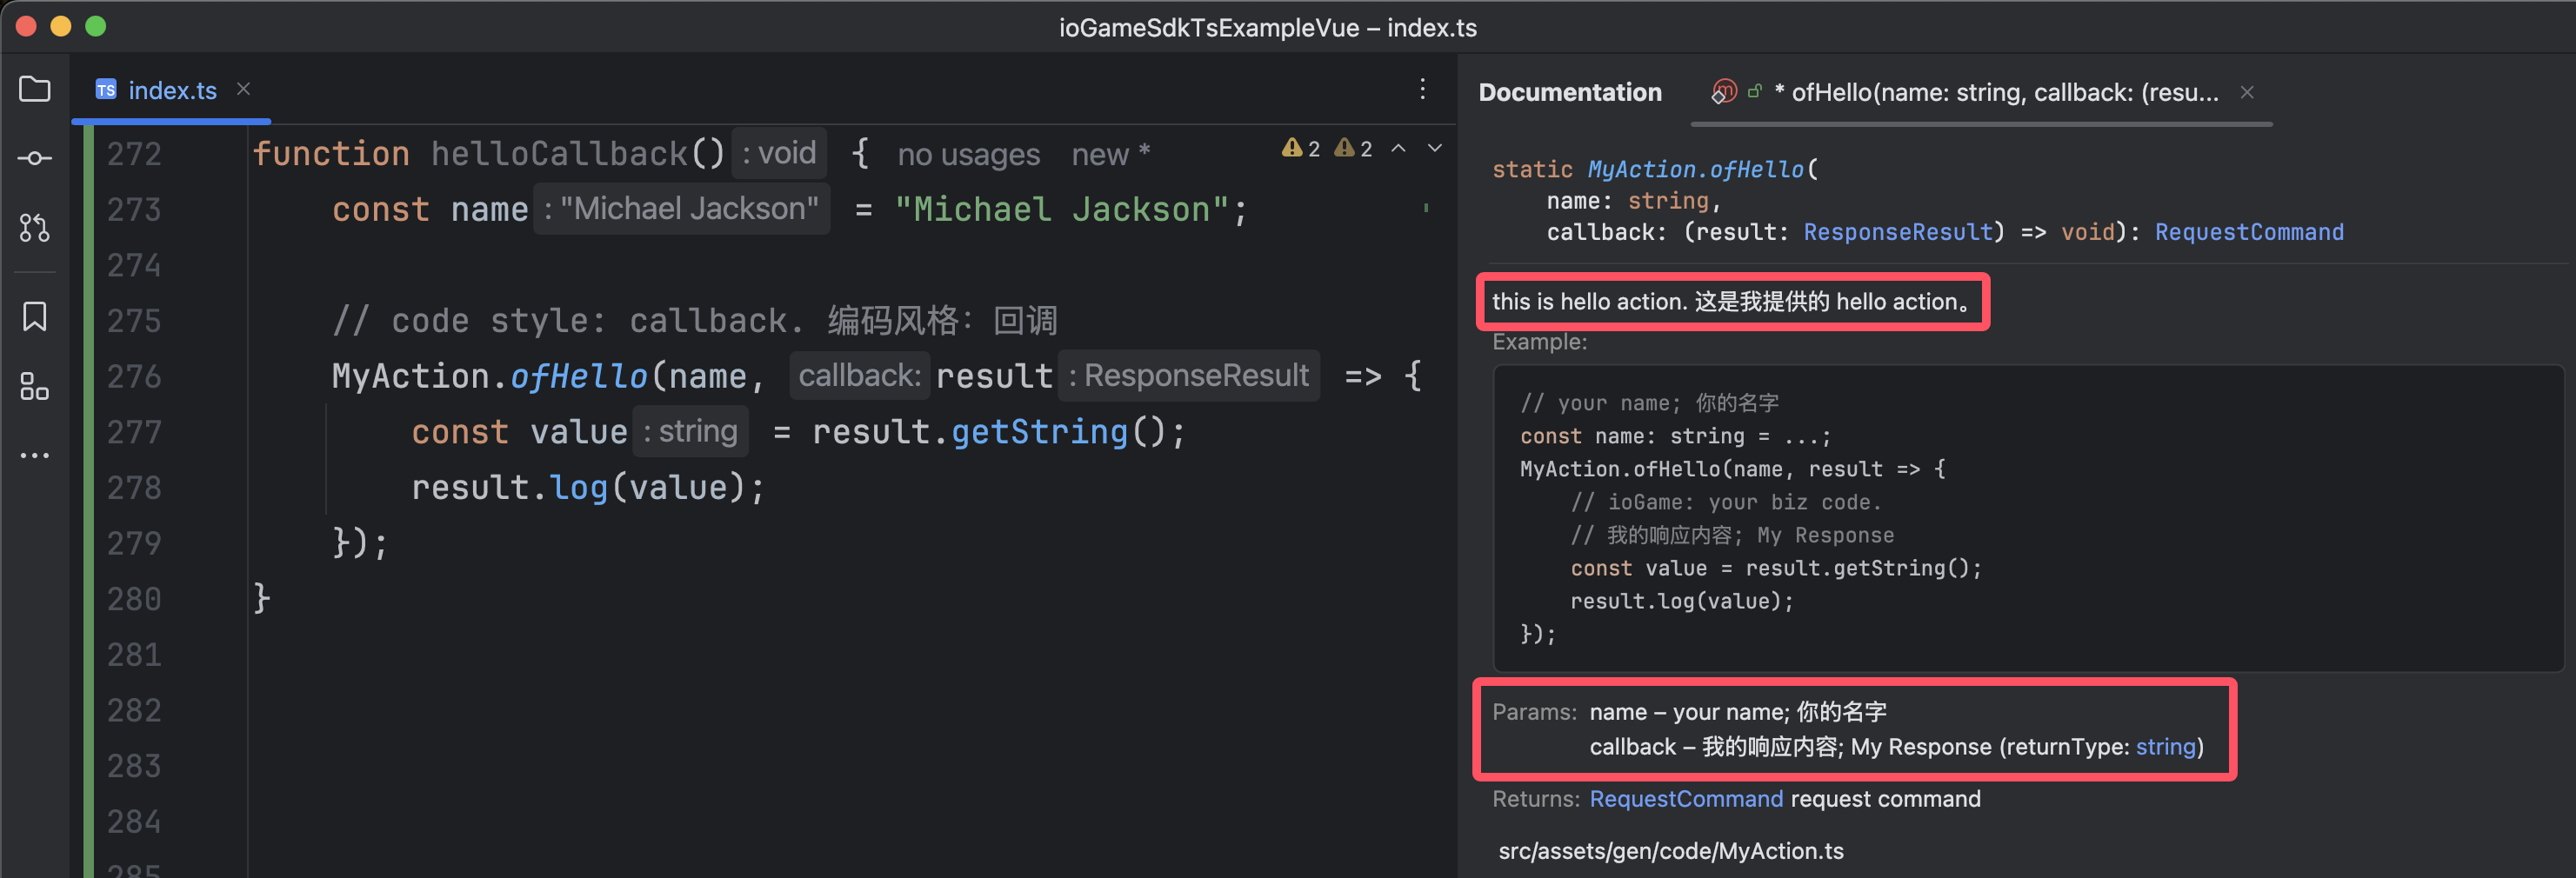 ioGameSdkTsExampleVue – index.ts
TS index.ts
272 function helloCallback() : void { no usages new *
2 2
273 const name : "Michael Jackson" = "Michael Jackson";
274
275 // code style: callback. 编码风格：回调
276 MyAction.ofHello(name, callback: result : ResponseResult => {
277 const value : string = result.getString();
278 result.log(value);
279 });
280 }
281
282
283
284
285
Documentation
m * ofHello(name: string, callback: (resu...
static MyAction.ofHello(
name: string,
callback: (result: ResponseResult) => void): RequestCommand
this is hello action. 这是我提供的 hello action。
Example:
// your name; 你的名字
const name: string = ...;
MyAction.ofHello(name, result => {
// ioGame: your biz code.
// 我的响应内容; My Response
const value = result.getString();
result.log(value);
});
Params: name – your name; 你的名字
callback – 我的响应内容; My Response (returnType: string)
Returns: RequestCommand request command
src/assets/gen/code/MyAction.ts